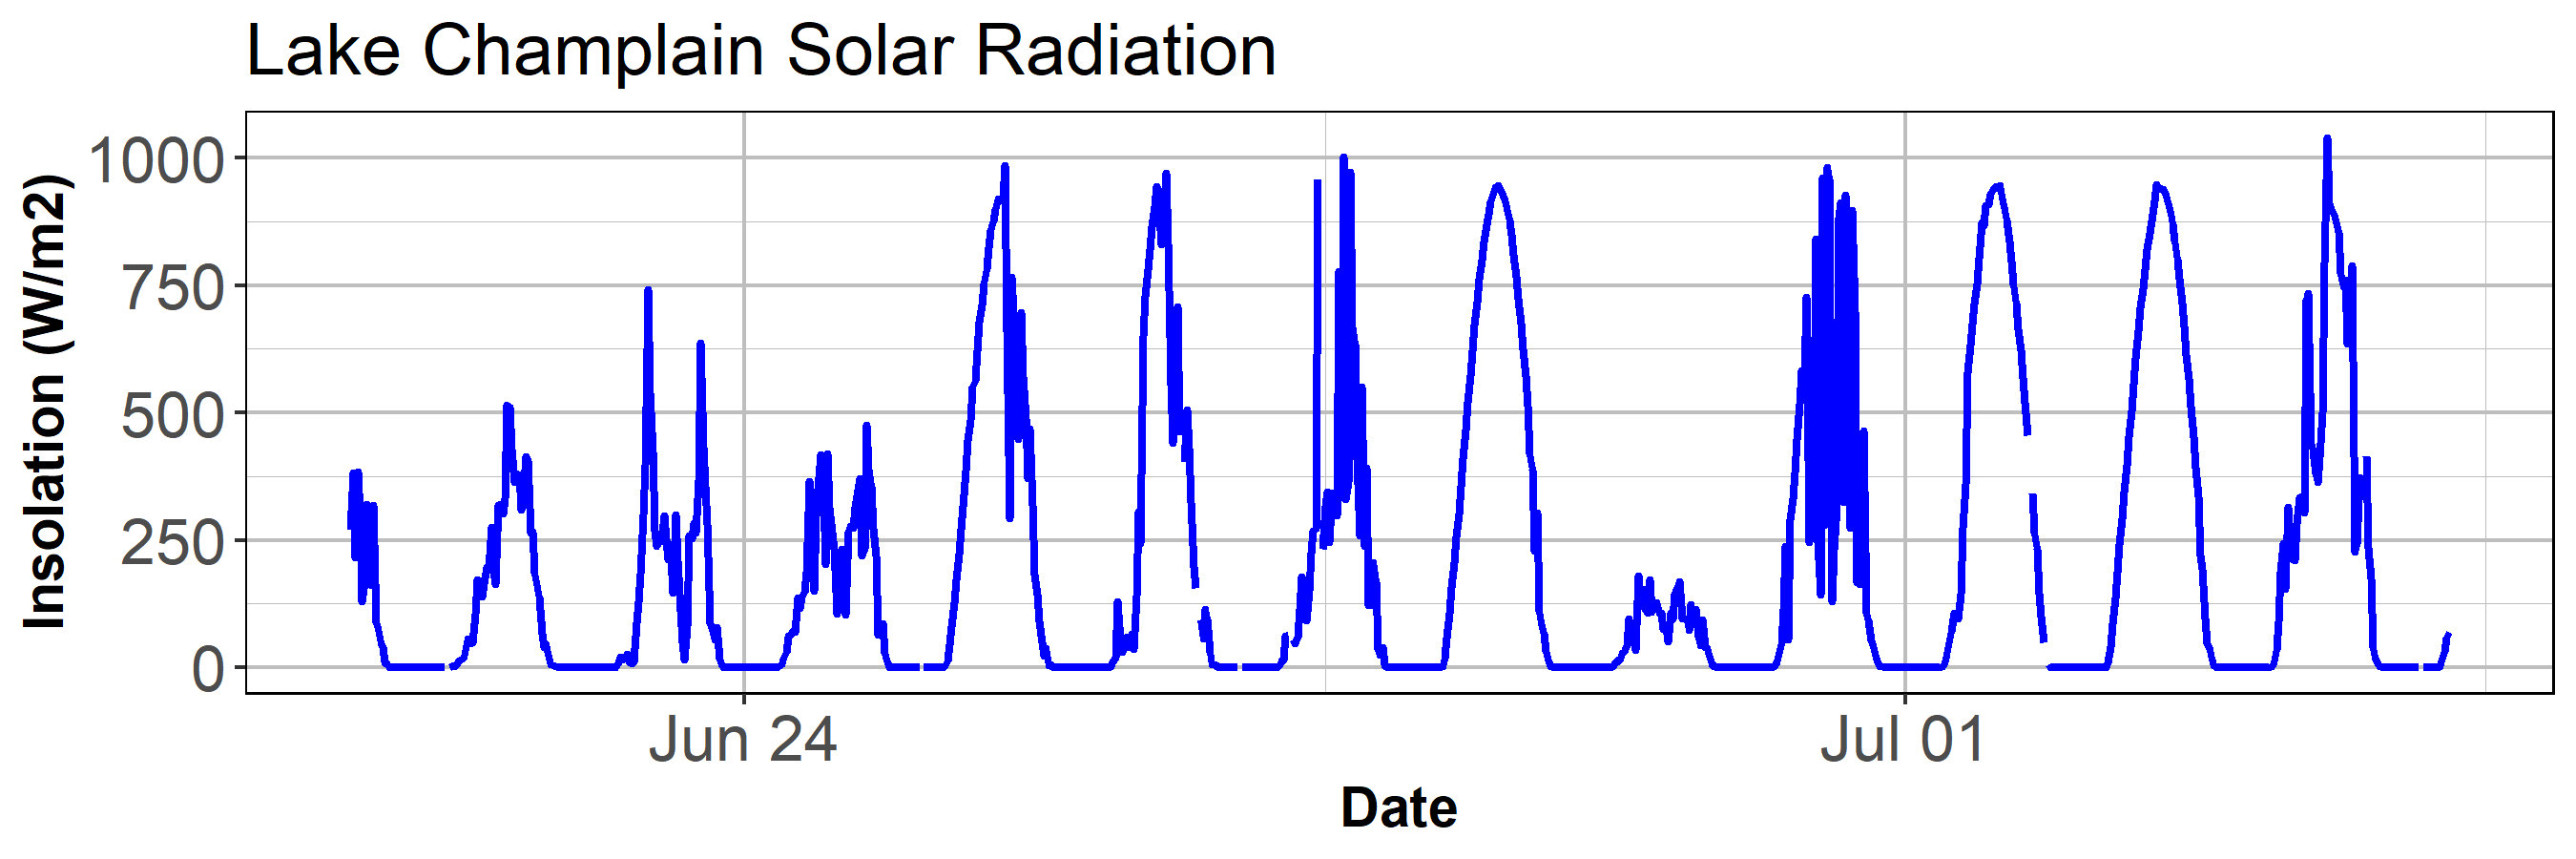 Lake Champlain Solar Radiation
Insolation (W/m2)
1000
750
500
250
0
Jun 24
Jul 01
Date